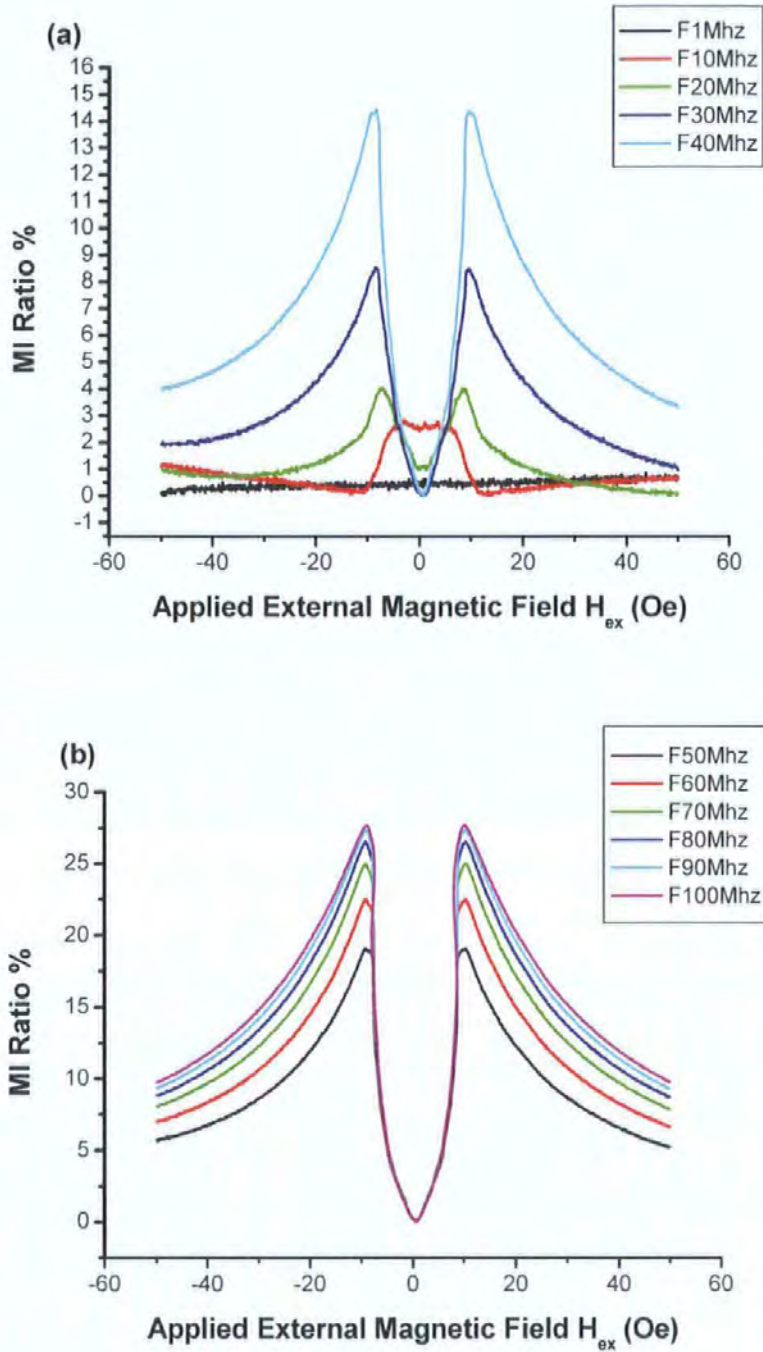 (a)
F1Mhz
F10Mhz
F20Mhz
F30Mhz
F40Mhz
16
15
14
13
12
11
10
9
8
7
6
5
4
3
2
1
0
-1
MI Ratio %
-60
-40
-20
0
20
40
60
Applied External Magnetic Field Hex (Oe)
(b)
F50Mhz
F60Mhz
F70Mhz
F80Mhz
F90Mhz
F100Mhz
30
25
20
15
10
5
0
MI Ratio %
-60
-40
-20
0
20
40
60
Applied External Magnetic Field Hex (Oe)